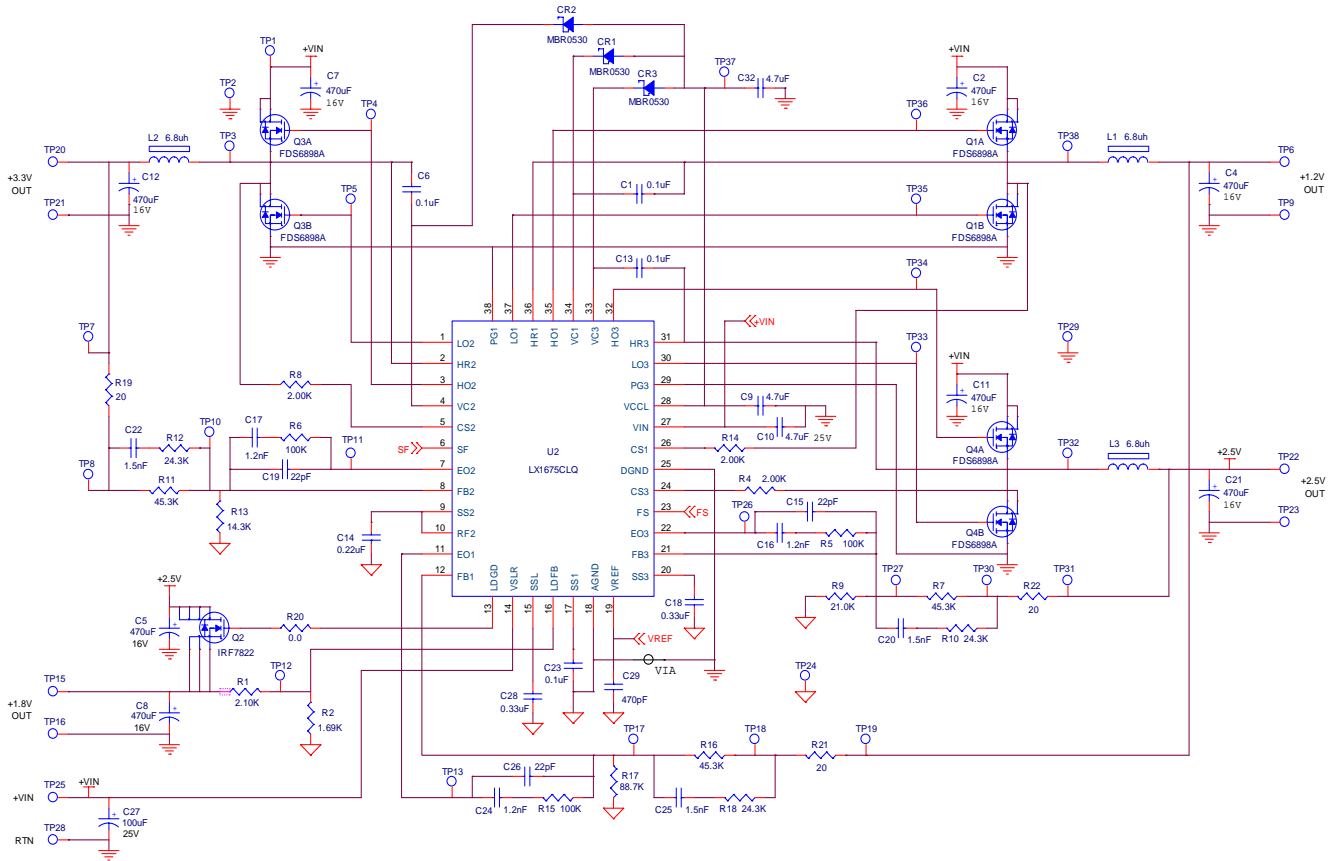 CR2
MBR0530
CR1
MBR0530
CR3
MBR0530
TP37
C32
4.7uF
TP1
+VIN
C7
470uF
16V
TP2
TP4
TP3
L2 6.8uh
Q3A
FDS6898A
TP20
+3.3V
OUT
TP21
C12
470uF
16V
TP5
Q3B
FDS6898A
C6
0.1uF
C1
0.1uF
C13
0.1uF
+VIN
C2
470uF
16V
TP36
Q1A
FDS6898A
TP38
L1 6.8uh
TP6
+1.2V
OUT
TP9
C4
470uF
16V
TP35
Q1B
FDS6898A
TP34
TP33
TP29
+VIN
C11
470uF
16V
Q4A
FDS6898A
TP32
L3 6.8uh
+2.5V
TP22
+2.5V
OUT
TP23
C21
470uF
16V
Q4B
FDS6898A
38
37
36
35
34
33
32
PG1
LO1
HR1
HO1
VC1
VC3
HO3
1
LO2
2
HR2
3
HO2
4
VC2
5
CS2
6
SF
7
EO2
8
FB2
9
SS2
10
RF2
11
EO1
12
FB1
U2
LX1675CLQ
HR3
31
LO3
30
PG3
29
VCCL
28
VIN
27
CS1
26
DGND
25
CS3
24
FS
23
EO3
22
FB3
21
SS3
20
LDGD
VSLR
SSL
LDFB
SS1
AGND
VREF
13
14
15
16
17
18
19
+VIN
C9
4.7uF
C10
4.7uF
25V
R14
2.00K
R4 2.00K
FS
TP26
C15
22pF
C16
1.2nF
R5
100K
C18
0.33uF
VREF
VIA
C29
470pF
C23
0.1uF
C28
0.33uF
TP7
R19
20
R8
2.00K
SF
C22
1.5nF
R12
24.3K
TP10
C17
1.2nF
R6
100K
TP11
C19
22pF
TP8
R11
45.3K
R13
14.3K
C14
0.22uF
+2.5V
C5
470uF
16V
Q2
IRF7822
R20
0.0
TP12
TP15
+1.8V
OUT
TP16
C8
470uF
16V
R1
2.10K
R2
1.69K
R9
21.0K
TP27
R7
45.3K
TP30
R22
20
TP31
C20
1.5nF
R10 24.3K
TP24
TP25
+VIN
+VIN
TP28
RTN
C27
100uF
25V
TP13
C26
22pF
C24
1.2nF
R15 100K
TP17
R17
88.7K
R16
45.3K
TP18
R21
20
TP19
C25
1.5nF
R18 24.3K